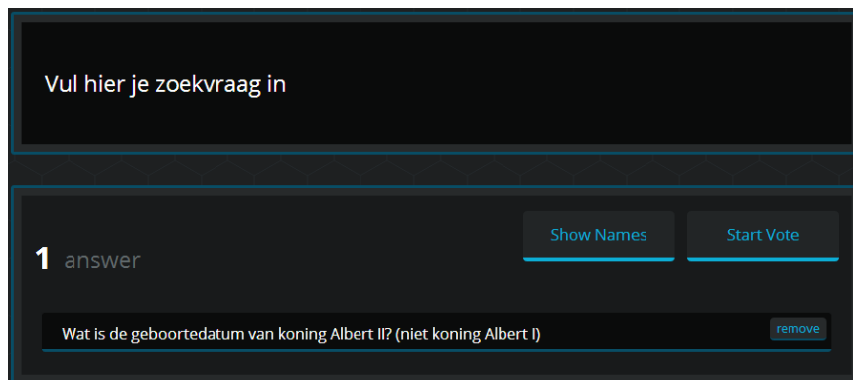 Vul hier je zoekvraag in
Show Names
Start Vote
1 answer
Wat is de geboortedatum van koning Albert II? (niet koning Albert I)
remove